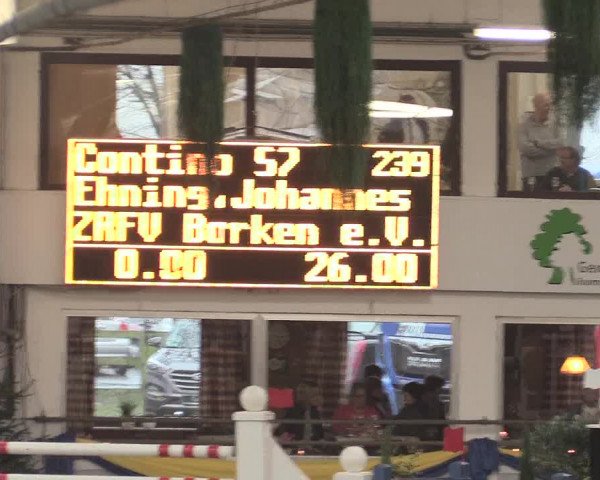 Contino 57 239
Ehning,Johannes
ZRFV Borken e.V.
0.00 26.00